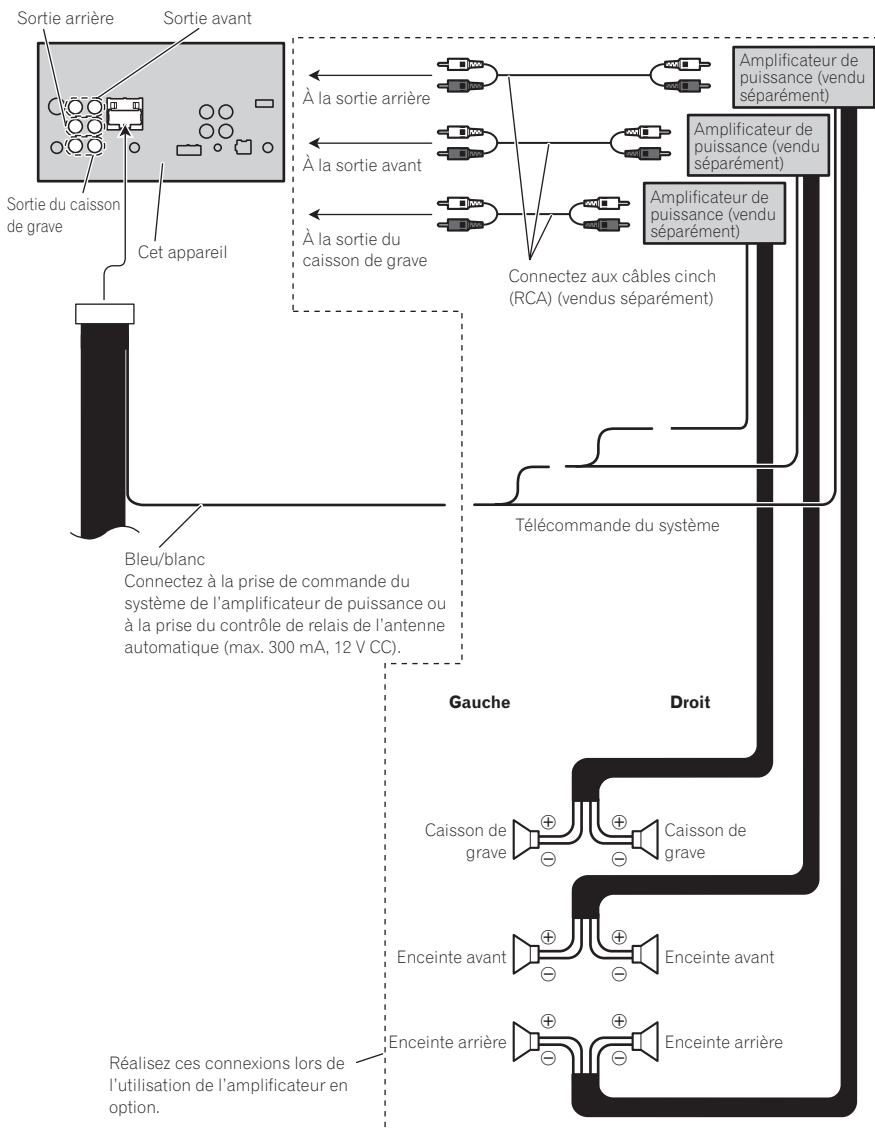 Sortie arrière
Sortie avant
Amplificateur de
puissance (vendu
séparément)
À la sortie arrière
Amplificateur de
puissance (vendu
séparément)
À la sortie avant
Amplificateur de
puissance (vendu
séparément)
Sortie du caisson
de grave
À la sortie du
caisson de grave
Cet appareil
Connectez aux câbles cinch
(RCA) (vendus séparément)
Télécommande du système
Bleu/blanc
Connectez à la prise de commande du
système de l'amplificateur de puissance ou
à la prise du contrôle de relais de l'antenne
automatique (max. 300 mA, 12 V CC).
Gauche
Droit
⊕ ⊕
Caisson de
grave
Caisson de
grave
⊖ ⊖
⊕ ⊕
Enceinte avant
Enceinte avant
⊖ ⊖
⊕ ⊕
Enceinte arrière
Enceinte arrière
⊖ ⊖
Réalisez ces connexions lors de
l'utilisation de l'amplificateur en
option.